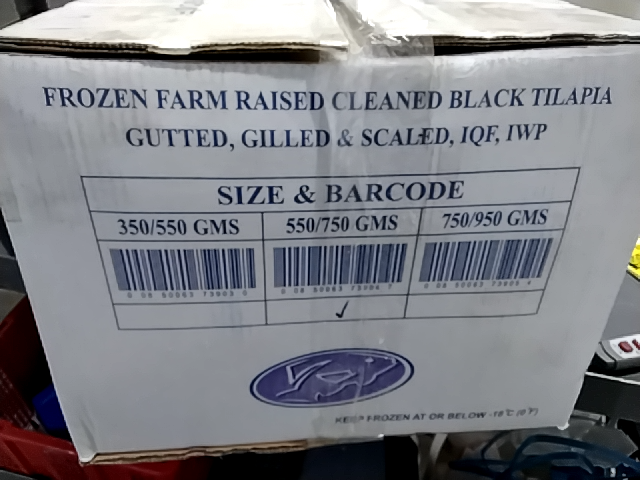 FROZEN FARM RAISED CLEANED BLACK TILAPIA
GUTTED, GILLED & SCALED, IQF, IWP
SIZE & BARCODE
350/550 GMS 550/750 GMS 750/950 GMS
KEEP FROZEN AT OR BELOW -18°C (0°F)